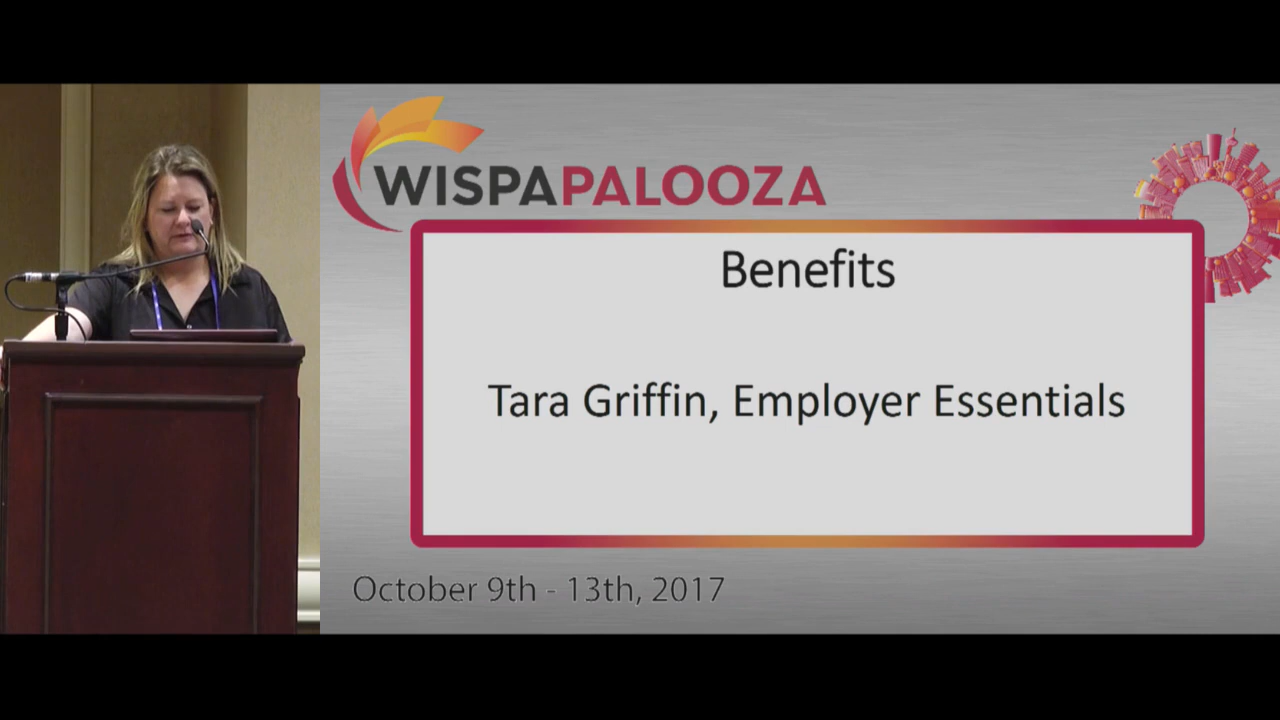 WISPAPALOOZA
Benefits
Tara Griffin, Employer Essentials
October 9th - 13th, 2017